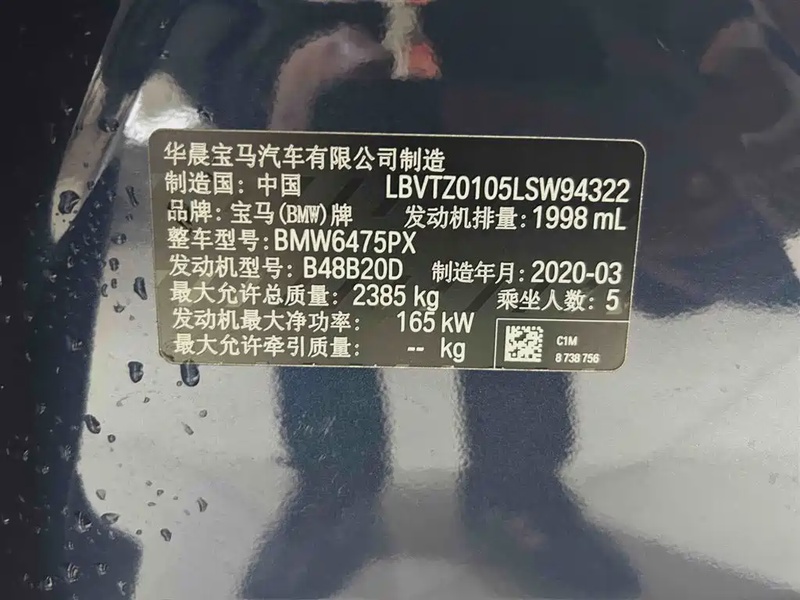 华晨宝马汽车有限公司制造
制造国: 中国 LBVTZ0105LSW94322
品牌: 宝马(BMW)牌 发动机排量: 1998 mL
整车型号: BMW6475PX
发动机型号: B48B20D 制造年月: 2020-03
最大允许总质量: 2385 kg 乘坐人数: 5
发动机最大净功率: 165 kW
最大允许牵引质量: -- kg
C1M
8 738 756